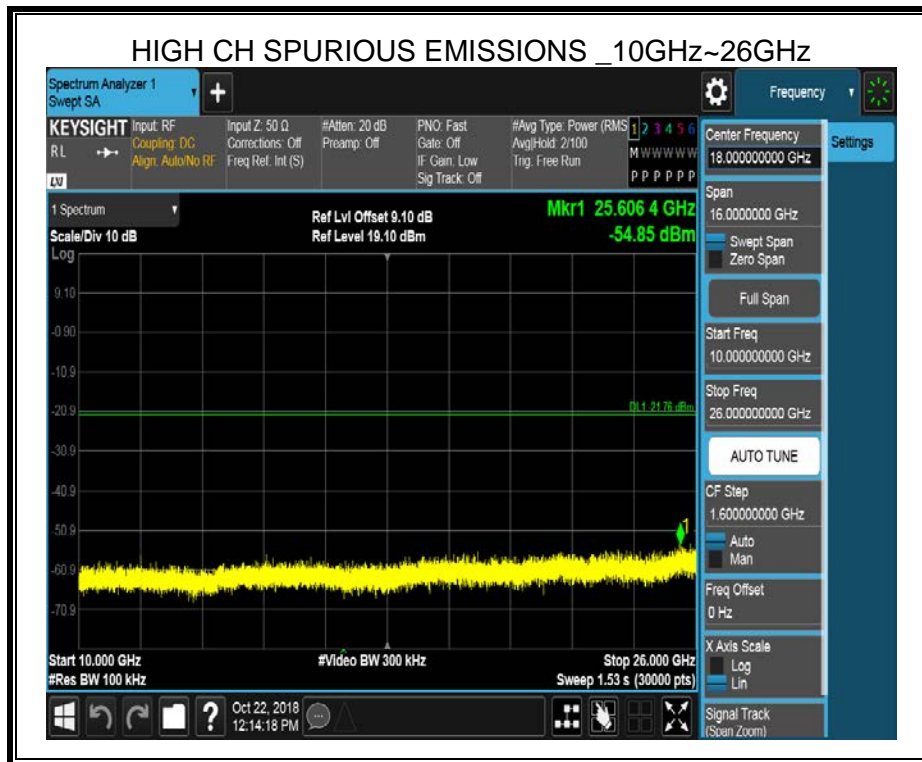 HIGH CH SPURIOUS EMISSIONS _10GHz~26GHz
Spectrum Analyzer 1
Swept SA
+
Frequency
KEYSIGHT
RL
LXI
Input: RF
Coupling: DC
Align: Auto/No RF
Input Z: 50 Ω
Corrections: Off
Freq Ref: Int (S)
#Atten: 20 dB
Preamp: Off
PNO: Fast
Gate: Off
IF Gain: Low
Sig Track: Off
#Avg Type: Power (RMS
Avg|Hold: 2/100
Trig: Free Run
1 2 3 4 5 6
M W W W W W
P P P P P P
Center Frequency
18.000000000 GHz
Settings
1 Spectrum
Scale/Div 10 dB
Log
Ref Lvl Offset 9.10 dB
Ref Level 19.10 dBm
Mkr1 25.606 4 GHz
-54.85 dBm
Span
16.0000000 GHz
Swept Span
Zero Span
Full Span
Start Freq
10.000000000 GHz
Stop Freq
26.000000000 GHz
AUTO TUNE
CF Step
1.600000000 GHz
Auto
Man
Freq Offset
0 Hz
X Axis Scale
Log
Lin
Signal Track
(Span Zoom)
9.10
-0.90
-10.9
-20.9
DL1 -21.76 dBm
-30.9
-40.9
-50.9
1
-60.9
-70.9
Start 10.000 GHz
#Res BW 100 kHz
#Video BW 300 kHz
Stop 26.000 GHz
Sweep 1.53 s (30000 pts)
?
Oct 22, 2018
12:14:18 PM